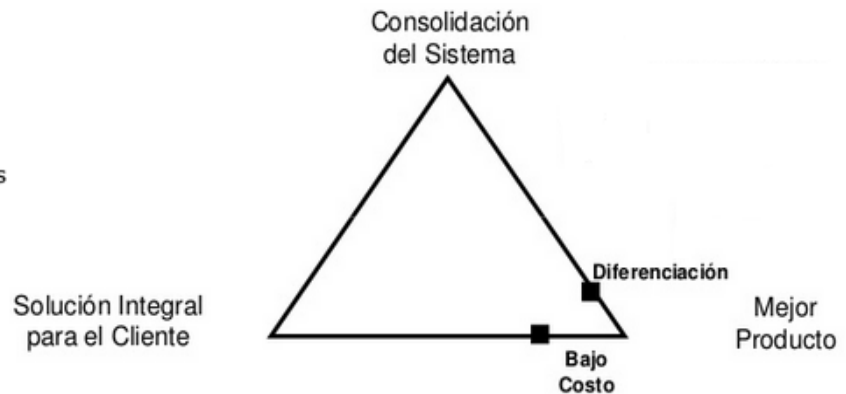 Consolidación
del Sistema
s
Diferenciación
Solución Integral
para el Cliente
Mejor
Producto
Bajo
Costo